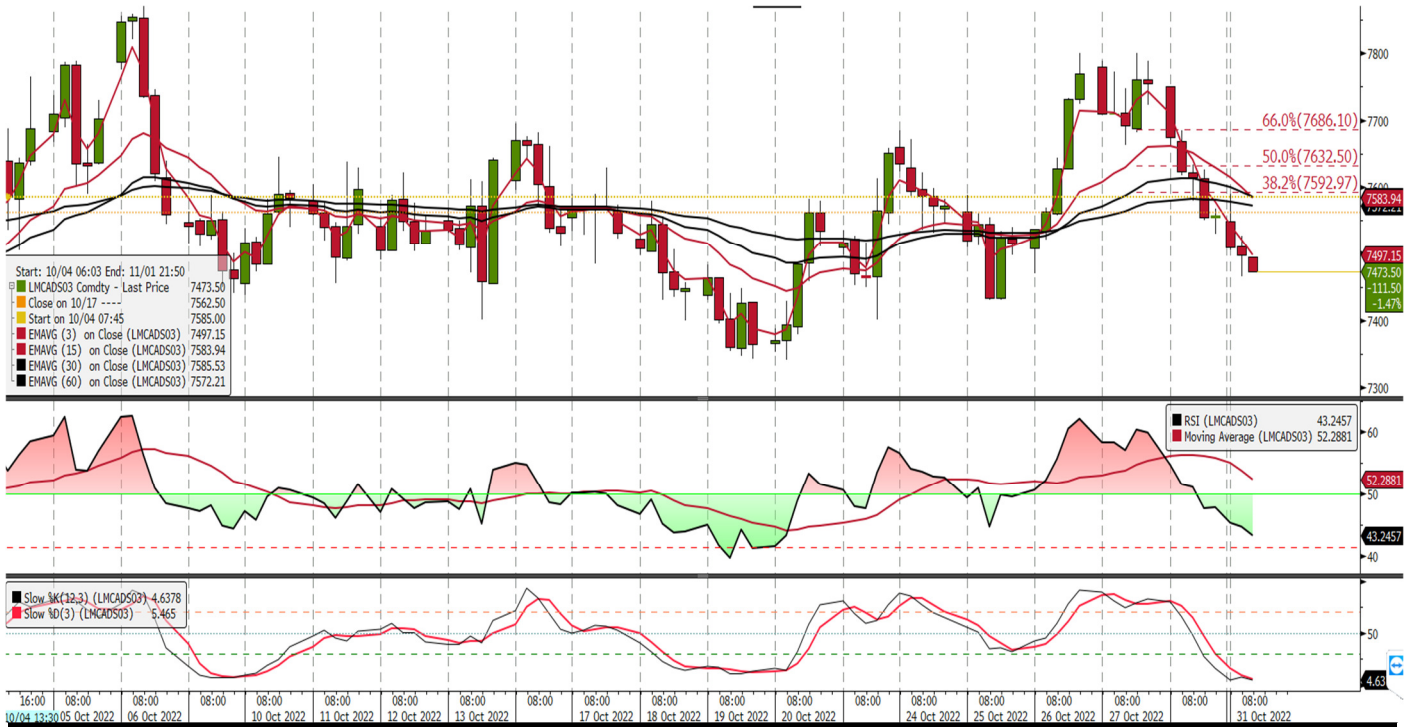 7800
7700
7600
7400
7300
66.0%(7686.10)
50.0%(7632.50)
38.2%(7592.97)
7583.94
7572.21
7497.15
7473.50
-111.50
-1.47%
Start: 10/04 06:03 End: 11/01 21:50
LMCADS03 Comdty - Last Price 7473.50
Close on 10/17 ---- 7562.50
Start on 10/04 07:45 7585.00
EMAVG (3) on Close (LMCADS03) 7497.15
EMAVG (15) on Close (LMCADS03) 7583.94
EMAVG (30) on Close (LMCADS03) 7585.53
EMAVG (60) on Close (LMCADS03) 7572.21
RSI (LMCADS03) 43.2457
Moving Average (LMCADS03) 52.2881
60
52.2881
50
43.2457
40
Slow %K(12,3) (LMCADS03) 4.6378
Slow %D(3) (LMCADS03) 5.465
50
4.63
16:00 08:00 08:00 08:00 08:00 08:00 08:00 08:00 08:00 08:00 08:00 08:00 08:00 08:00 08:00 08:00 08:00 08:00
10/04 13:30 05 Oct 2022 06 Oct 2022 10 Oct 2022 11 Oct 2022 12 Oct 2022 13 Oct 2022 17 Oct 2022 18 Oct 2022 19 Oct 2022 20 Oct 2022 24 Oct 2022 25 Oct 2022 26 Oct 2022 27 Oct 2022 31 Oct 2022